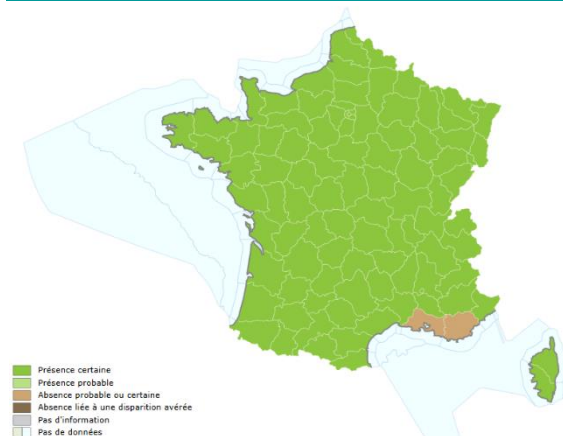 Présence certaine
Présence probable
Absence probable ou certaine
Absence liée à une disparition avérée
Pas d'information
Pas de données